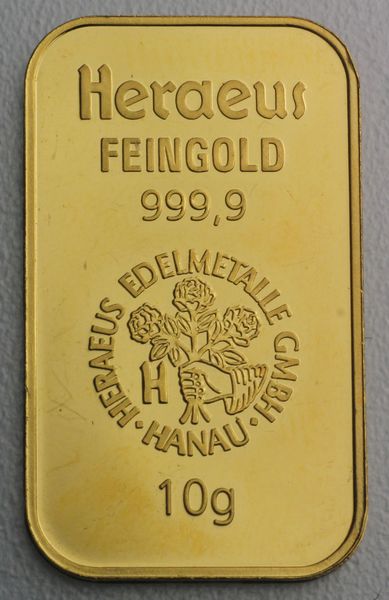 Heraeus
FEINGOLD
999,9
HERAEUS EDELMETALLE GMBH
H
· HANAU ·
10g